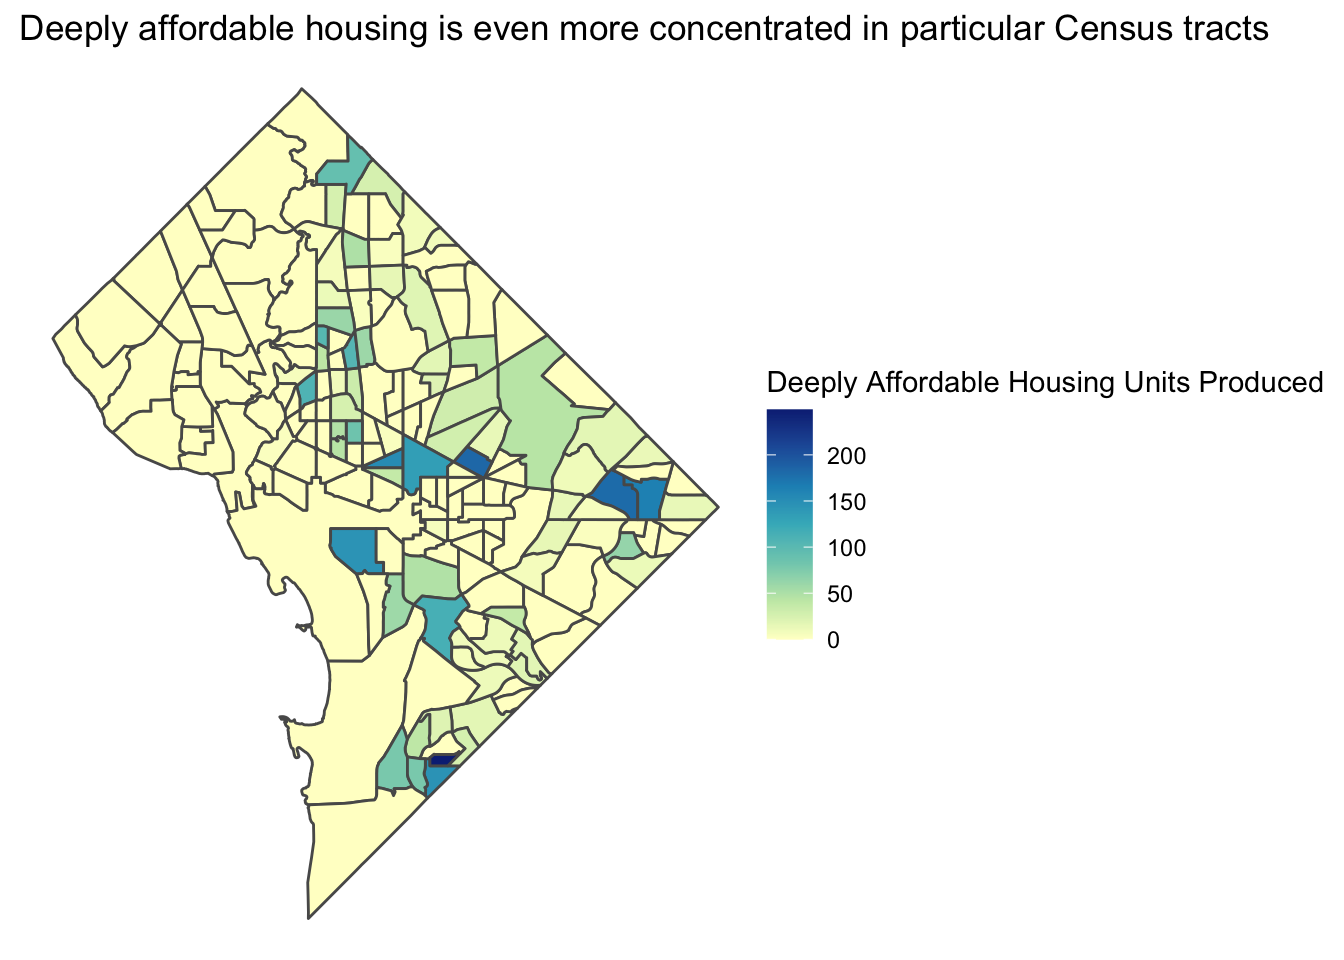 Deeply affordable housing is even more concentrated in particular Census tracts
Deeply Affordable Housing Units Produced
200
150
100
50
0